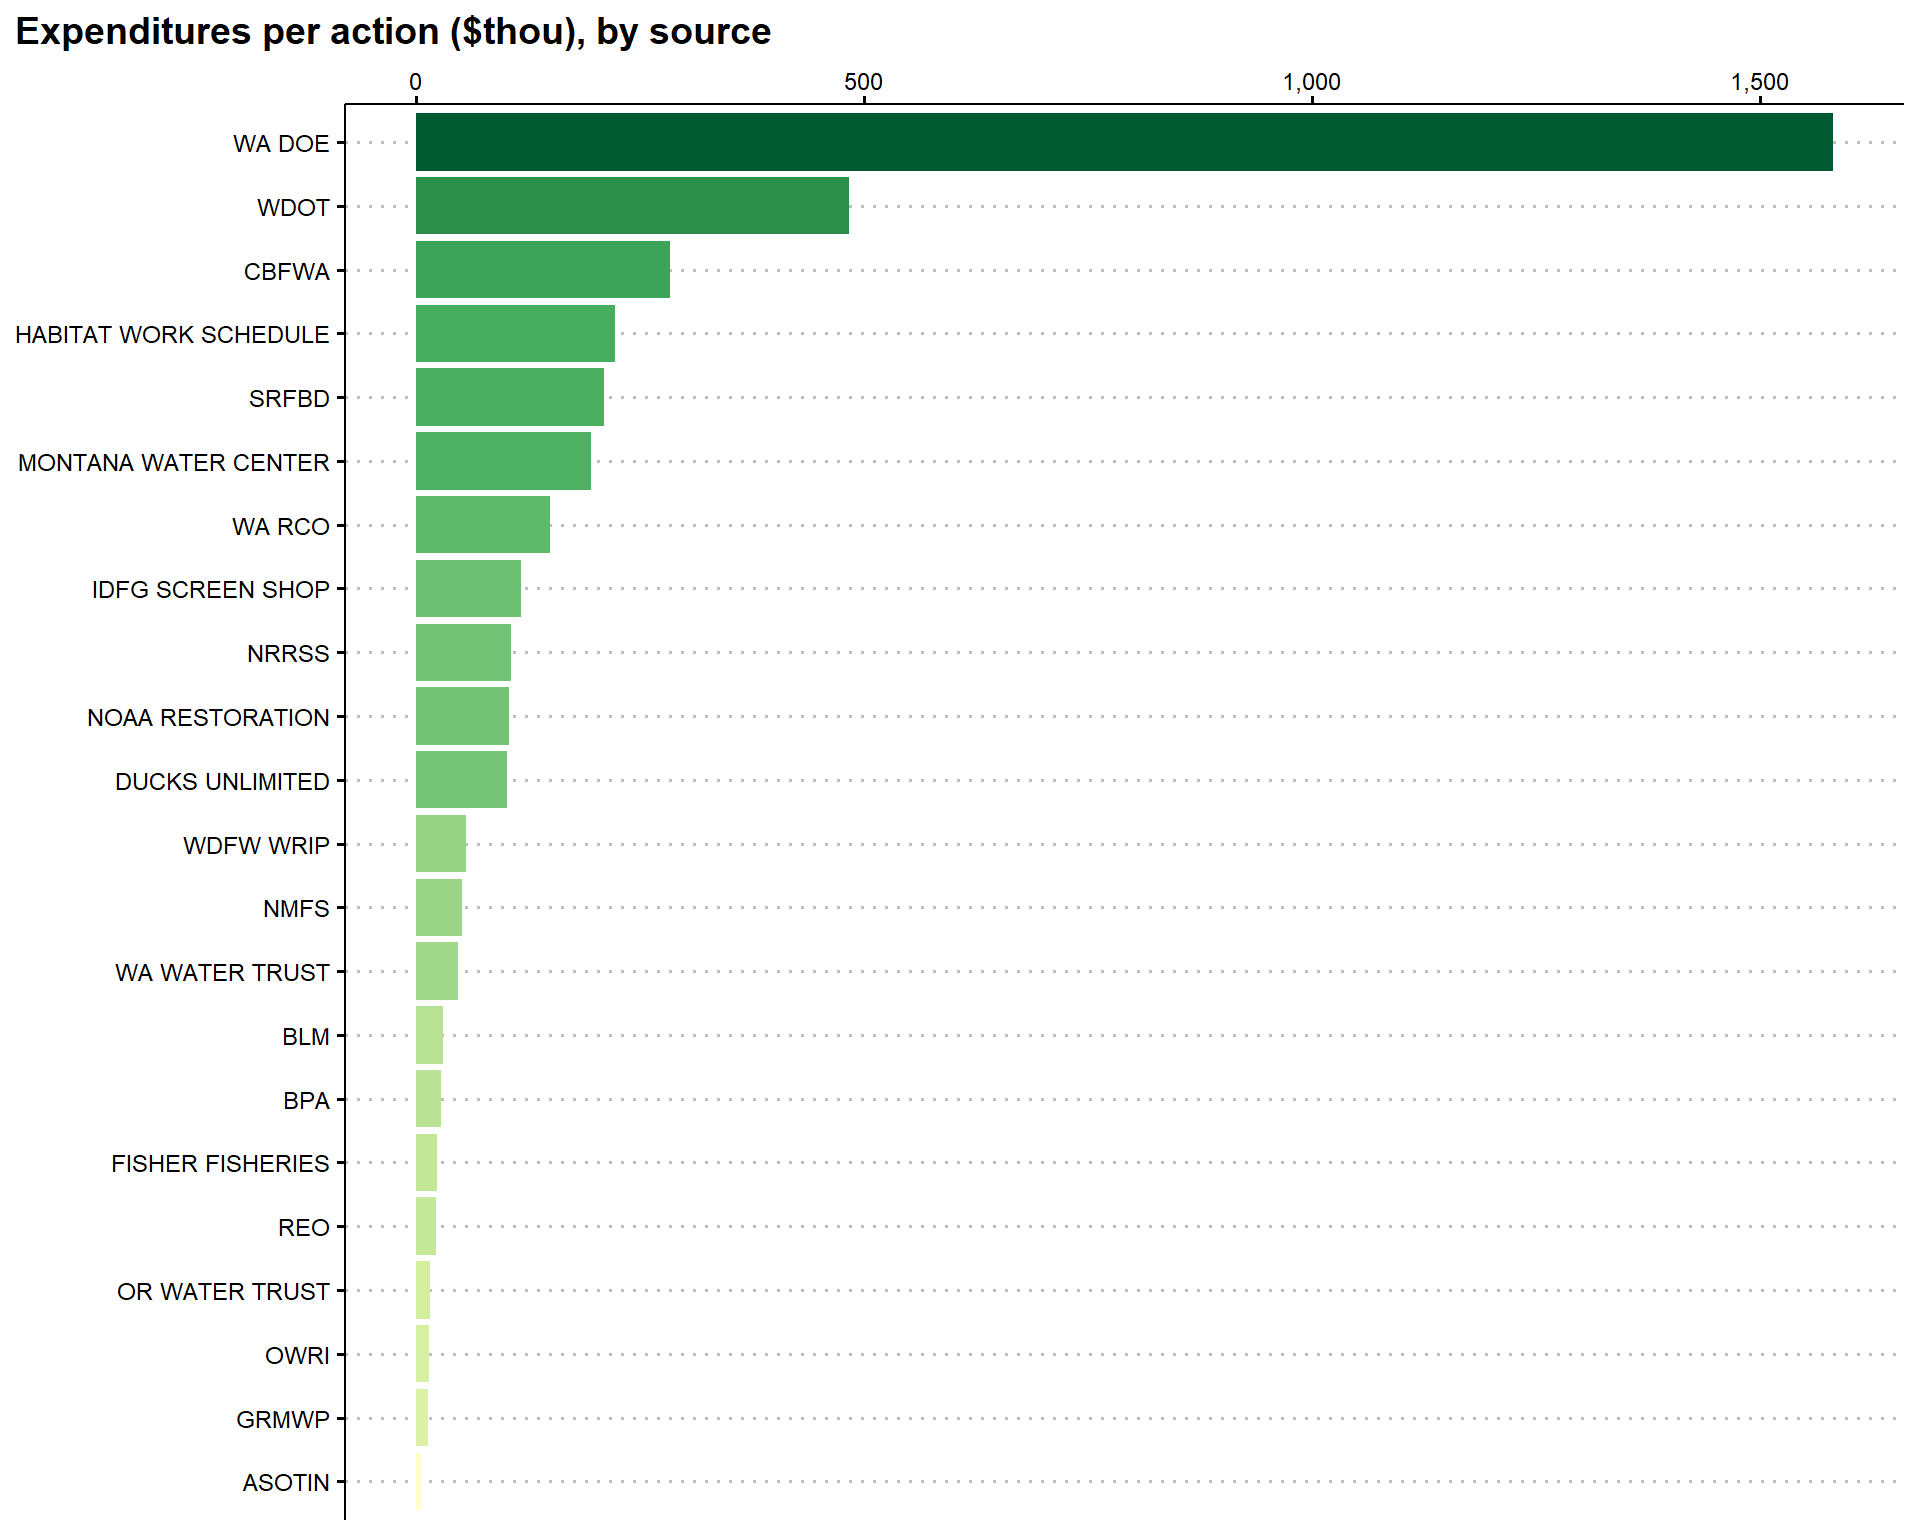 Expenditures per action ($thou), by source
0 500 1,000 1,500
WA DOE
WDOT
CBFWA
HABITAT WORK SCHEDULE
SRFBD
MONTANA WATER CENTER
WA RCO
IDFG SCREEN SHOP
NRRSS
NOAA RESTORATION
DUCKS UNLIMITED
WDFW WRIP
NMFS
WA WATER TRUST
BLM
BPA
FISHER FISHERIES
REO
OR WATER TRUST
OWRI
GRMWP
ASOTIN